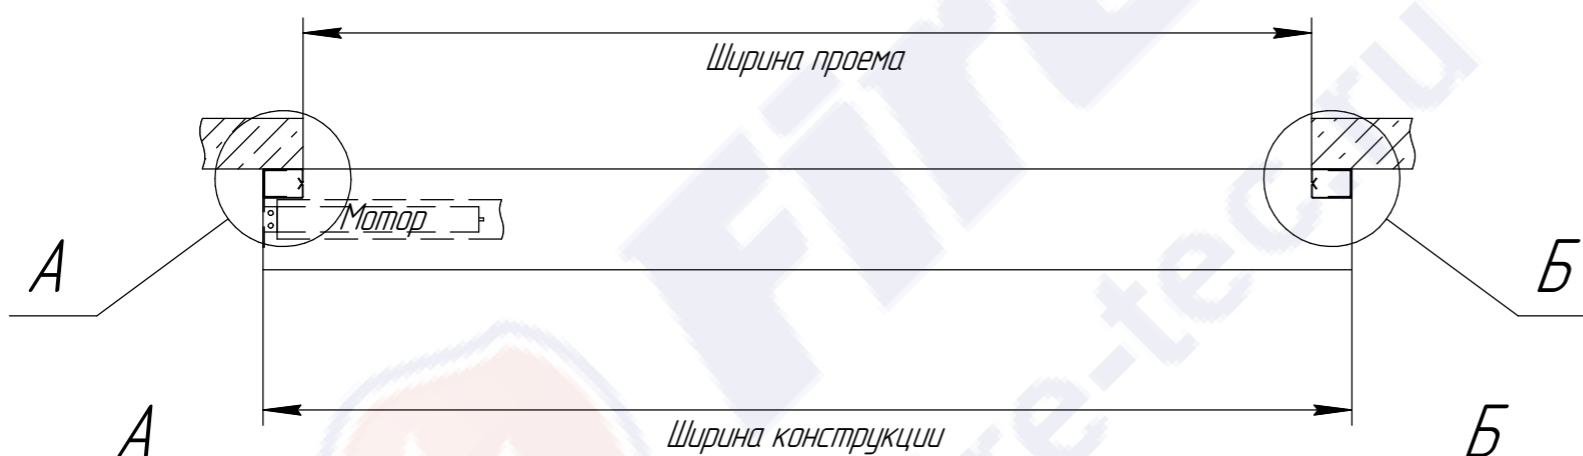 Ширина проема
Мотор
А
Б
Ширина конструкции
А
Б